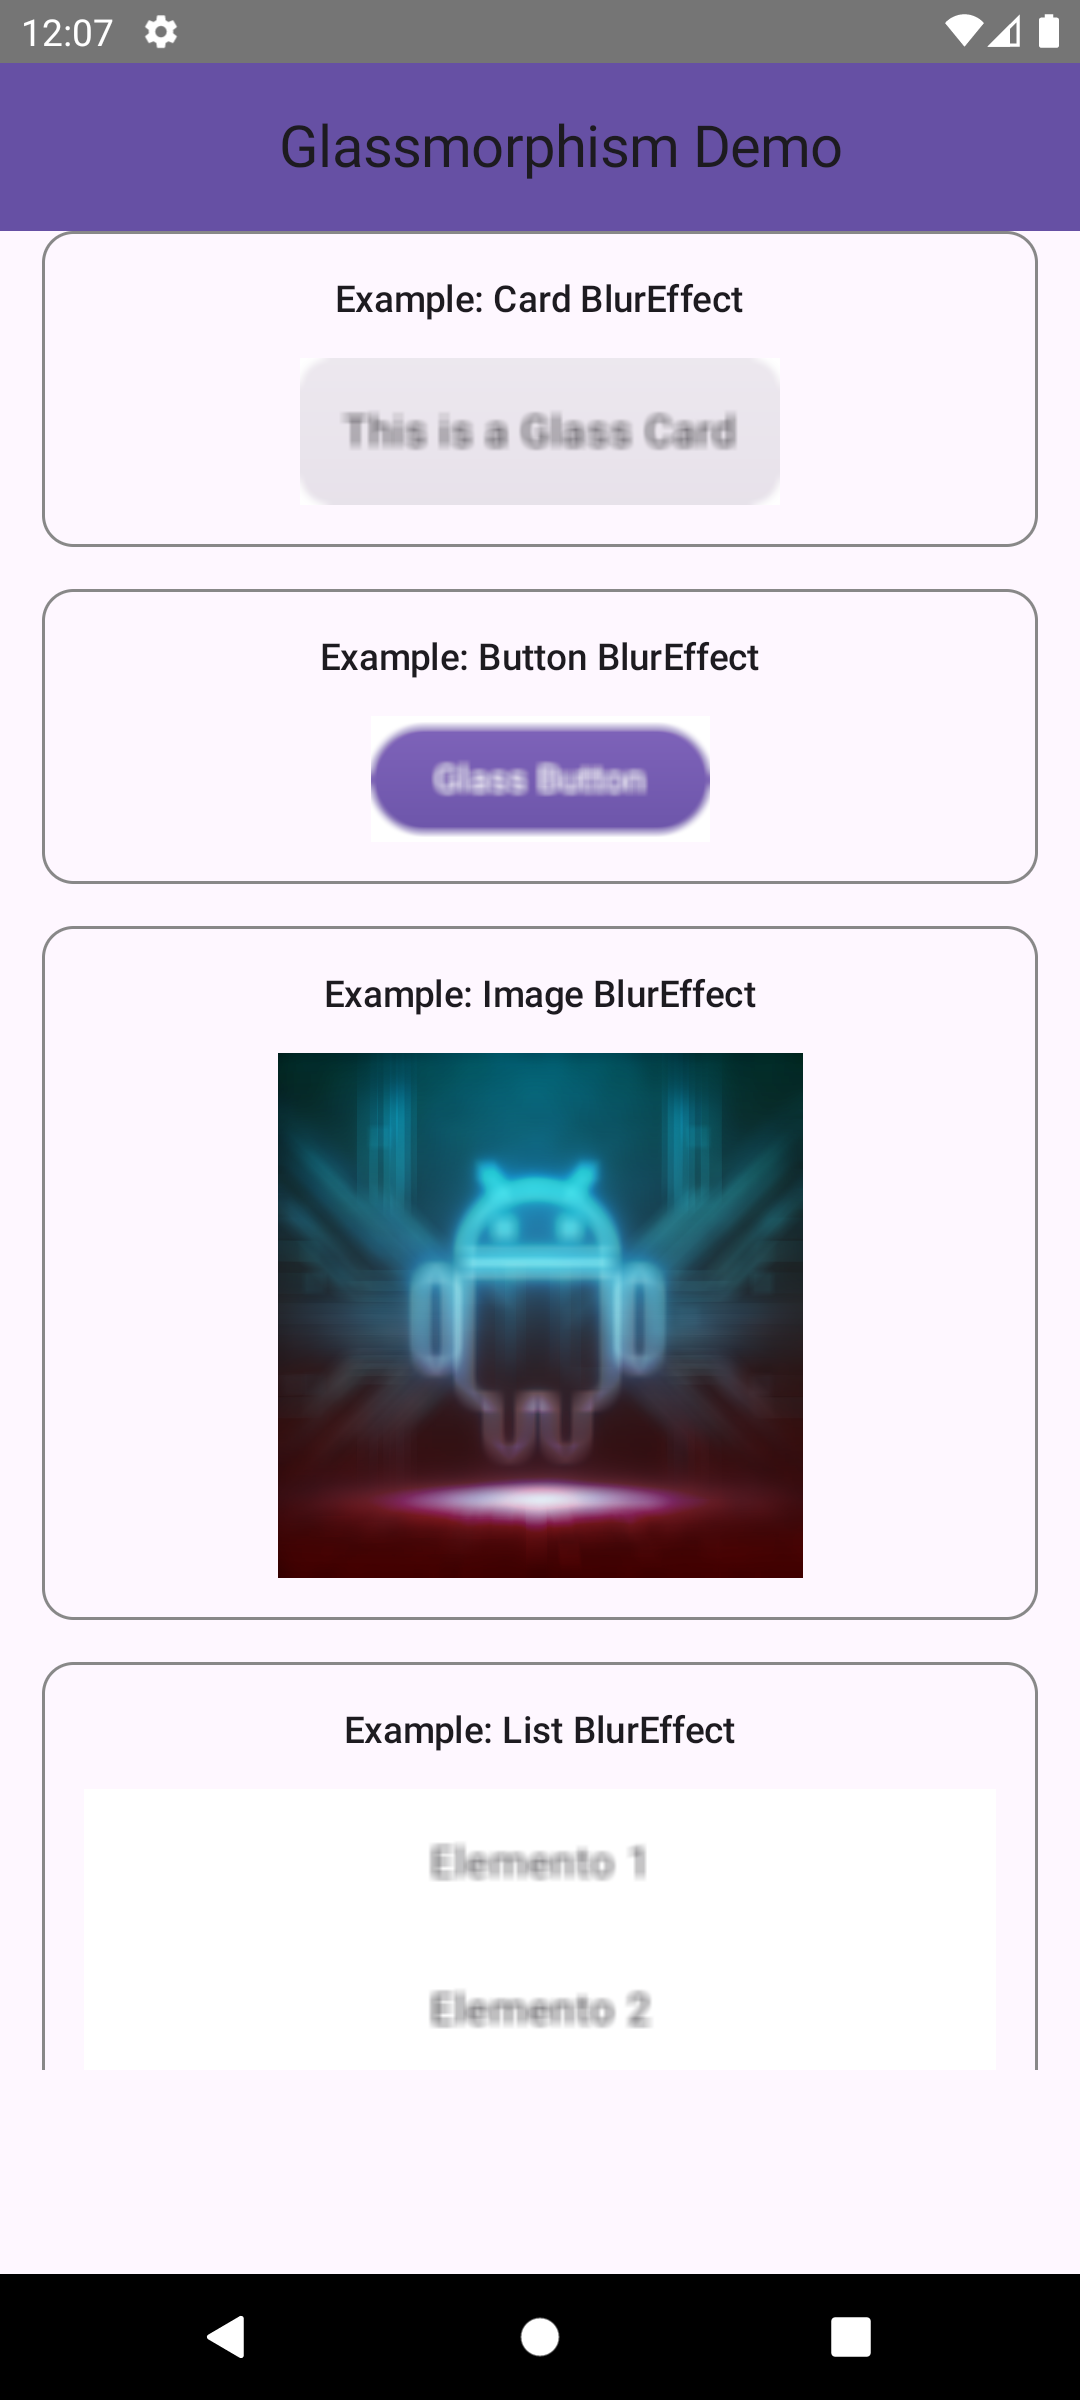 12:07
Glassmorphism Demo
Example: Card BlurEffect
This is a Glass Card
Example: Button BlurEffect
Glass Button
Example: Image BlurEffect
Example: List BlurEffect
Elemento 1
Elemento 2